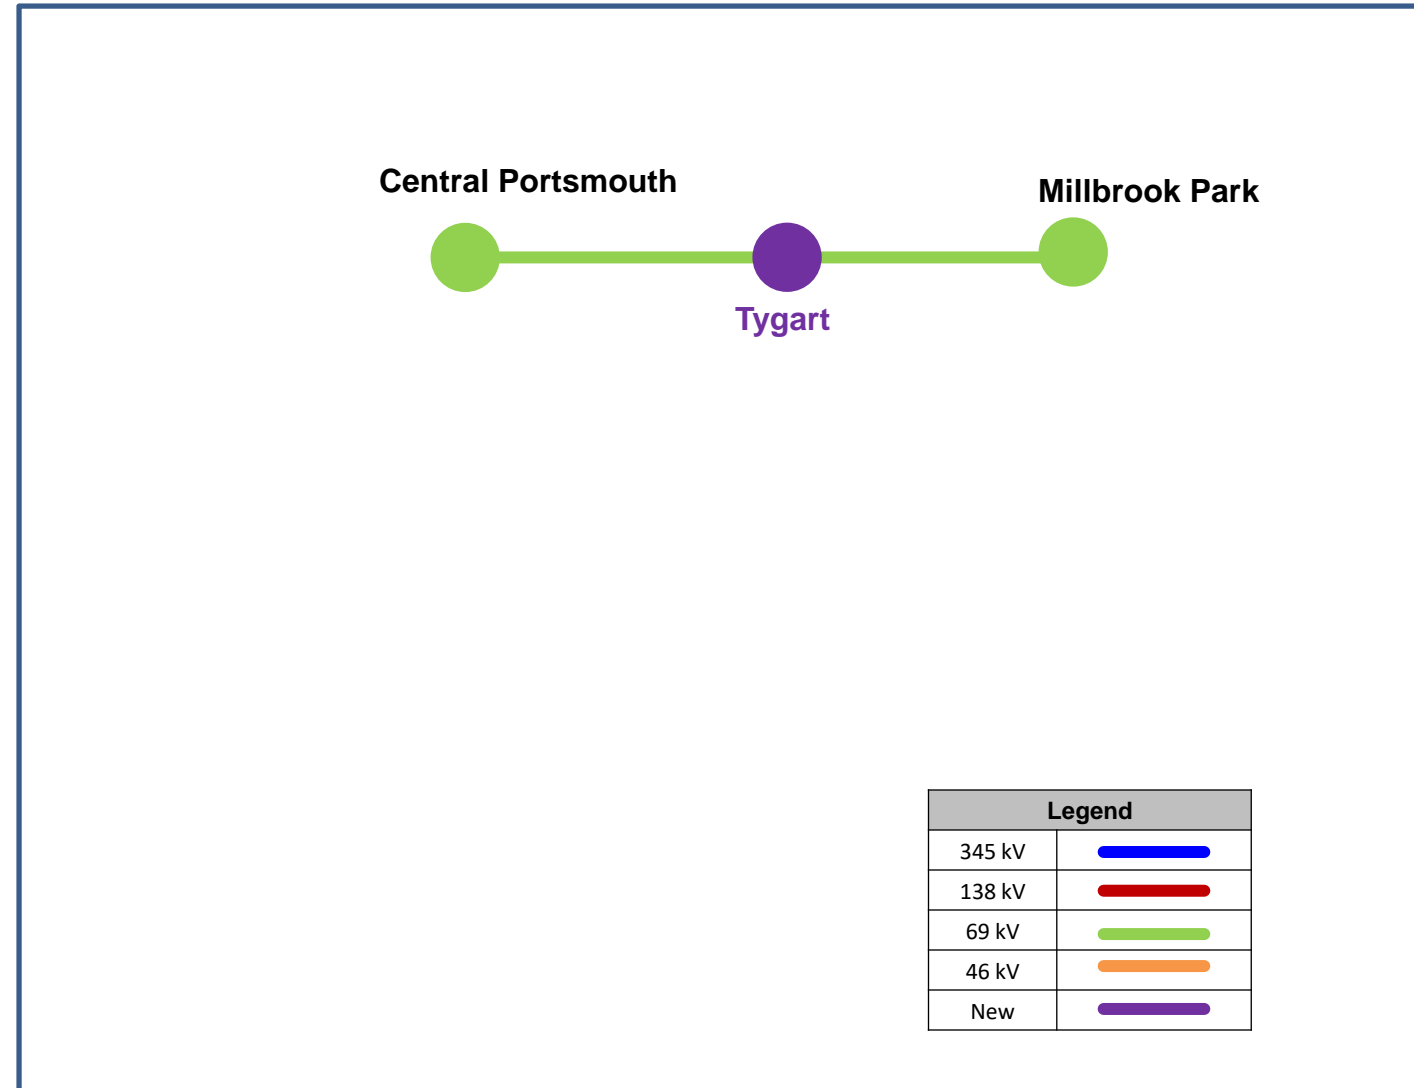 Central Portsmouth
Millbrook Park
Tygart
Legend
345 kV
138 kV
69 kV
46 kV
New